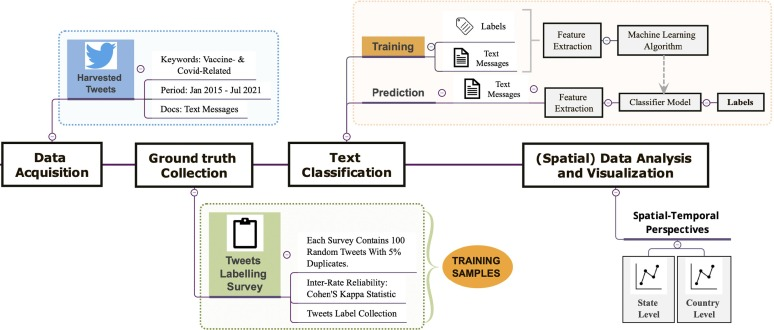 Harvested
Tweets
Keywords: Vaccine- &
Covid-Related
Period: Jan 2015 - Jul 2021
Docs: Text Messages
Training
Labels
Text
Messages
Feature
Extraction
Machine Learning
Algorithm
Prediction
Text
Messages
Feature
Extraction
Classifier Model
Labels
Data
Acquisition
Ground truth
Collection
Text
Classification
(Spatial) Data Analysis
and Visualization
Tweets
Labelling
Survey
Each Survey Contains 100
Random Tweets With 5%
Duplicates.
Inter-Rate Reliability:
Cohen'S Kappa Statistic
Tweets Label Collection
TRAINING
SAMPLES
Spatial-Temporal
Perspectives
State
Level
Country
Level